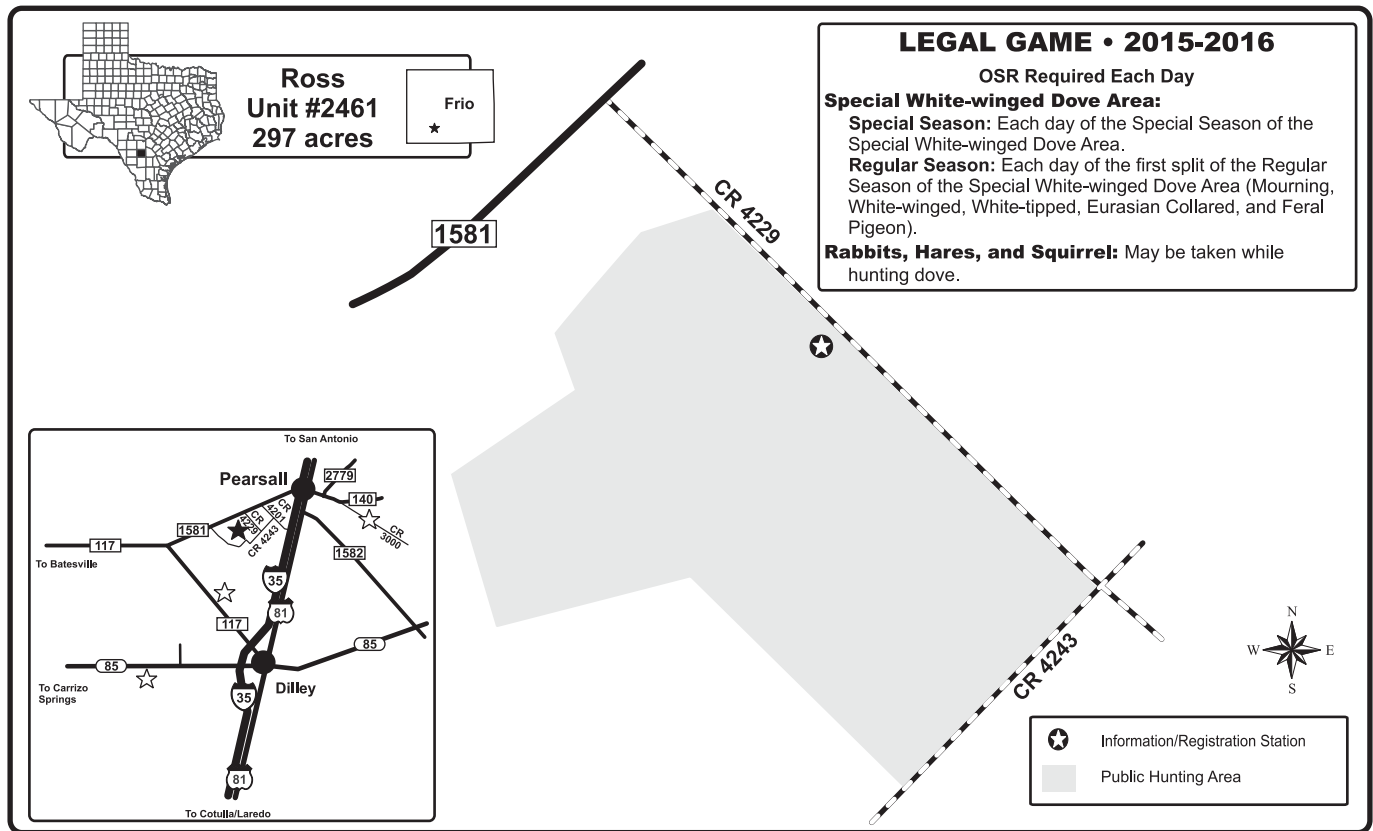 Ross
Unit #2461
297 acres
Frio
LEGAL GAME • 2015-2016
OSR Required Each Day
Special White-winged Dove Area:
Special Season: Each day of the Special Season of the
Special White-winged Dove Area.
Regular Season: Each day of the first split of the Regular
Season of the Special White-winged Dove Area (Mourning,
White-winged, White-tipped, Eurasian Collared, and Feral
Pigeon).
Rabbits, Hares, and Squirrel: May be taken while
hunting dove.
1581
CR 4229
CR 4243
To San Antonio
Pearsall
2779
140
CR
4201
CR
4229
CR 4243
CR
3000
1581
117
To Batesville
1582
35
81
117
85
85
To Carrizo
Springs
Dilley
35
81
To Cotulla/Laredo
N
W
E
S
Information/Registration Station
Public Hunting Area